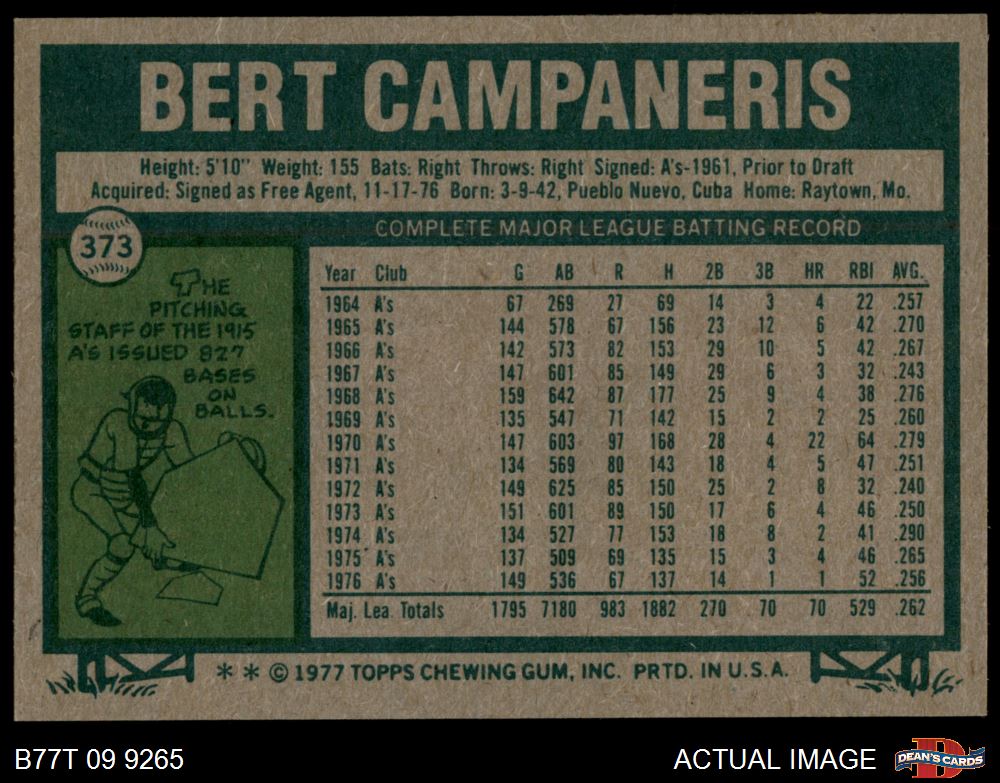 BERT CAMPANERIS
Height: 5'10" Weight: 155 Bats: Right Throws: Right Signed: A's-1961, Prior to Draft
Acquired: Signed as Free Agent, 11-17-76 Born: 3-9-42, Pueblo Nuevo, Cuba Home: Raytown, Mo.
373
THE
PITCHING
STAFF OF THE 1915
A'S ISSUED 827
BASES
ON
BALLS.
COMPLETE MAJOR LEAGUE BATTING RECORD
Year Club G AB R H 2B 3B HR RBI AVG.
1964 A's 67 269 27 69 14 3 4 22 .257
1965 A's 144 578 67 156 23 12 6 42 .270
1966 A's 142 573 82 153 29 10 5 42 .267
1967 A's 147 601 85 149 29 6 3 32 .243
1968 A's 159 642 87 177 25 9 4 38 .276
1969 A's 135 547 71 142 15 2 2 25 .260
1970 A's 147 603 97 168 28 4 22 64 .279
1971 A's 134 569 80 143 18 4 5 47 .251
1972 A's 149 625 85 150 25 2 8 32 .240
1973 A's 151 601 89 150 17 6 4 46 .250
1974 A's 134 527 77 153 18 8 2 41 .290
1975 A's 137 509 69 135 15 3 4 46 .265
1976 A's 149 536 67 137 14 1 1 52 .256
Maj. Lea. Totals 1795 7180 983 1882 270 70 70 529 .262
* * © 1977 TOPPS CHEWING GUM, INC. PRTD. IN U.S.A.
B77T 09 9265
ACTUAL IMAGE
D
DEAN'S CARDS